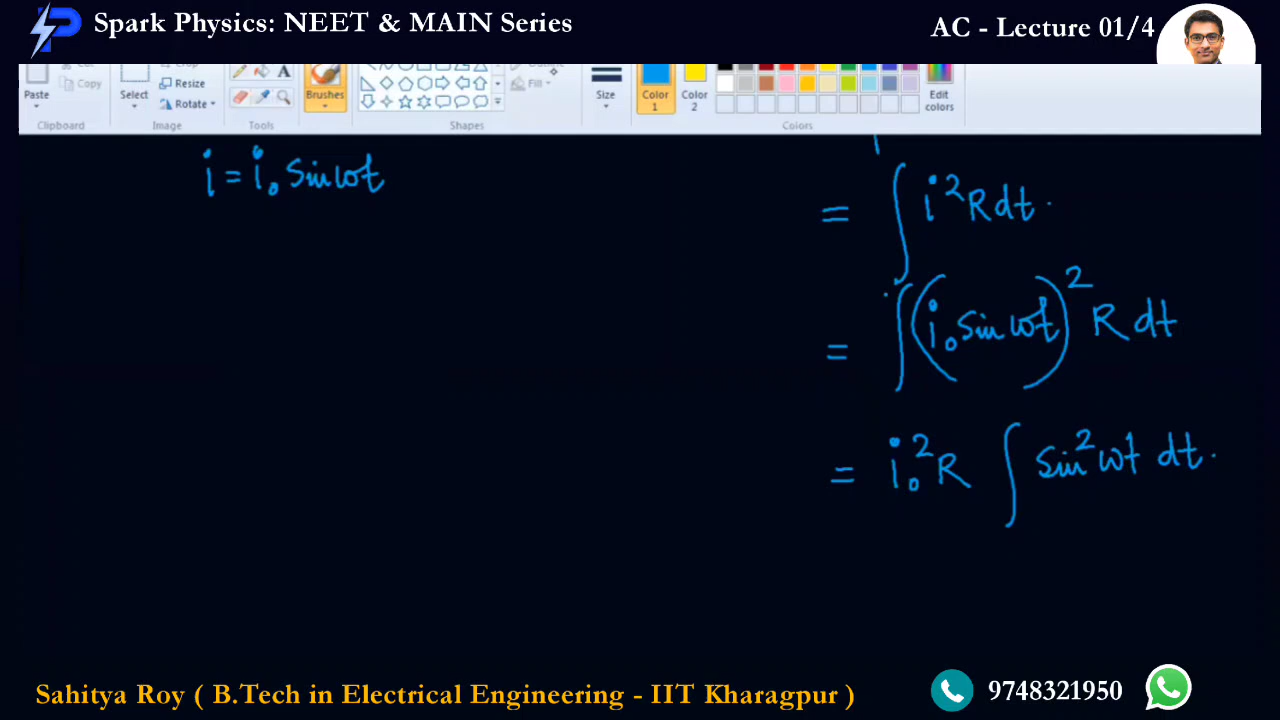 Spark Physics: NEET & MAIN Series
AC - Lecture 01/4
Paste
Copy
Select
Resize
Rotate
Brushes
Fill
Size
Color 1
Color 2
Edit colors
Clipboard
Image
Tools
Shapes
Colors
i = i₀ sin ωt
= ∫ i² R dt.
= ∫ (i₀ sin ωt)² R dt
= i₀² R ∫ sin² ωt dt.
Sahitya Roy ( B.Tech in Electrical Engineering - IIT Kharagpur )
9748321950